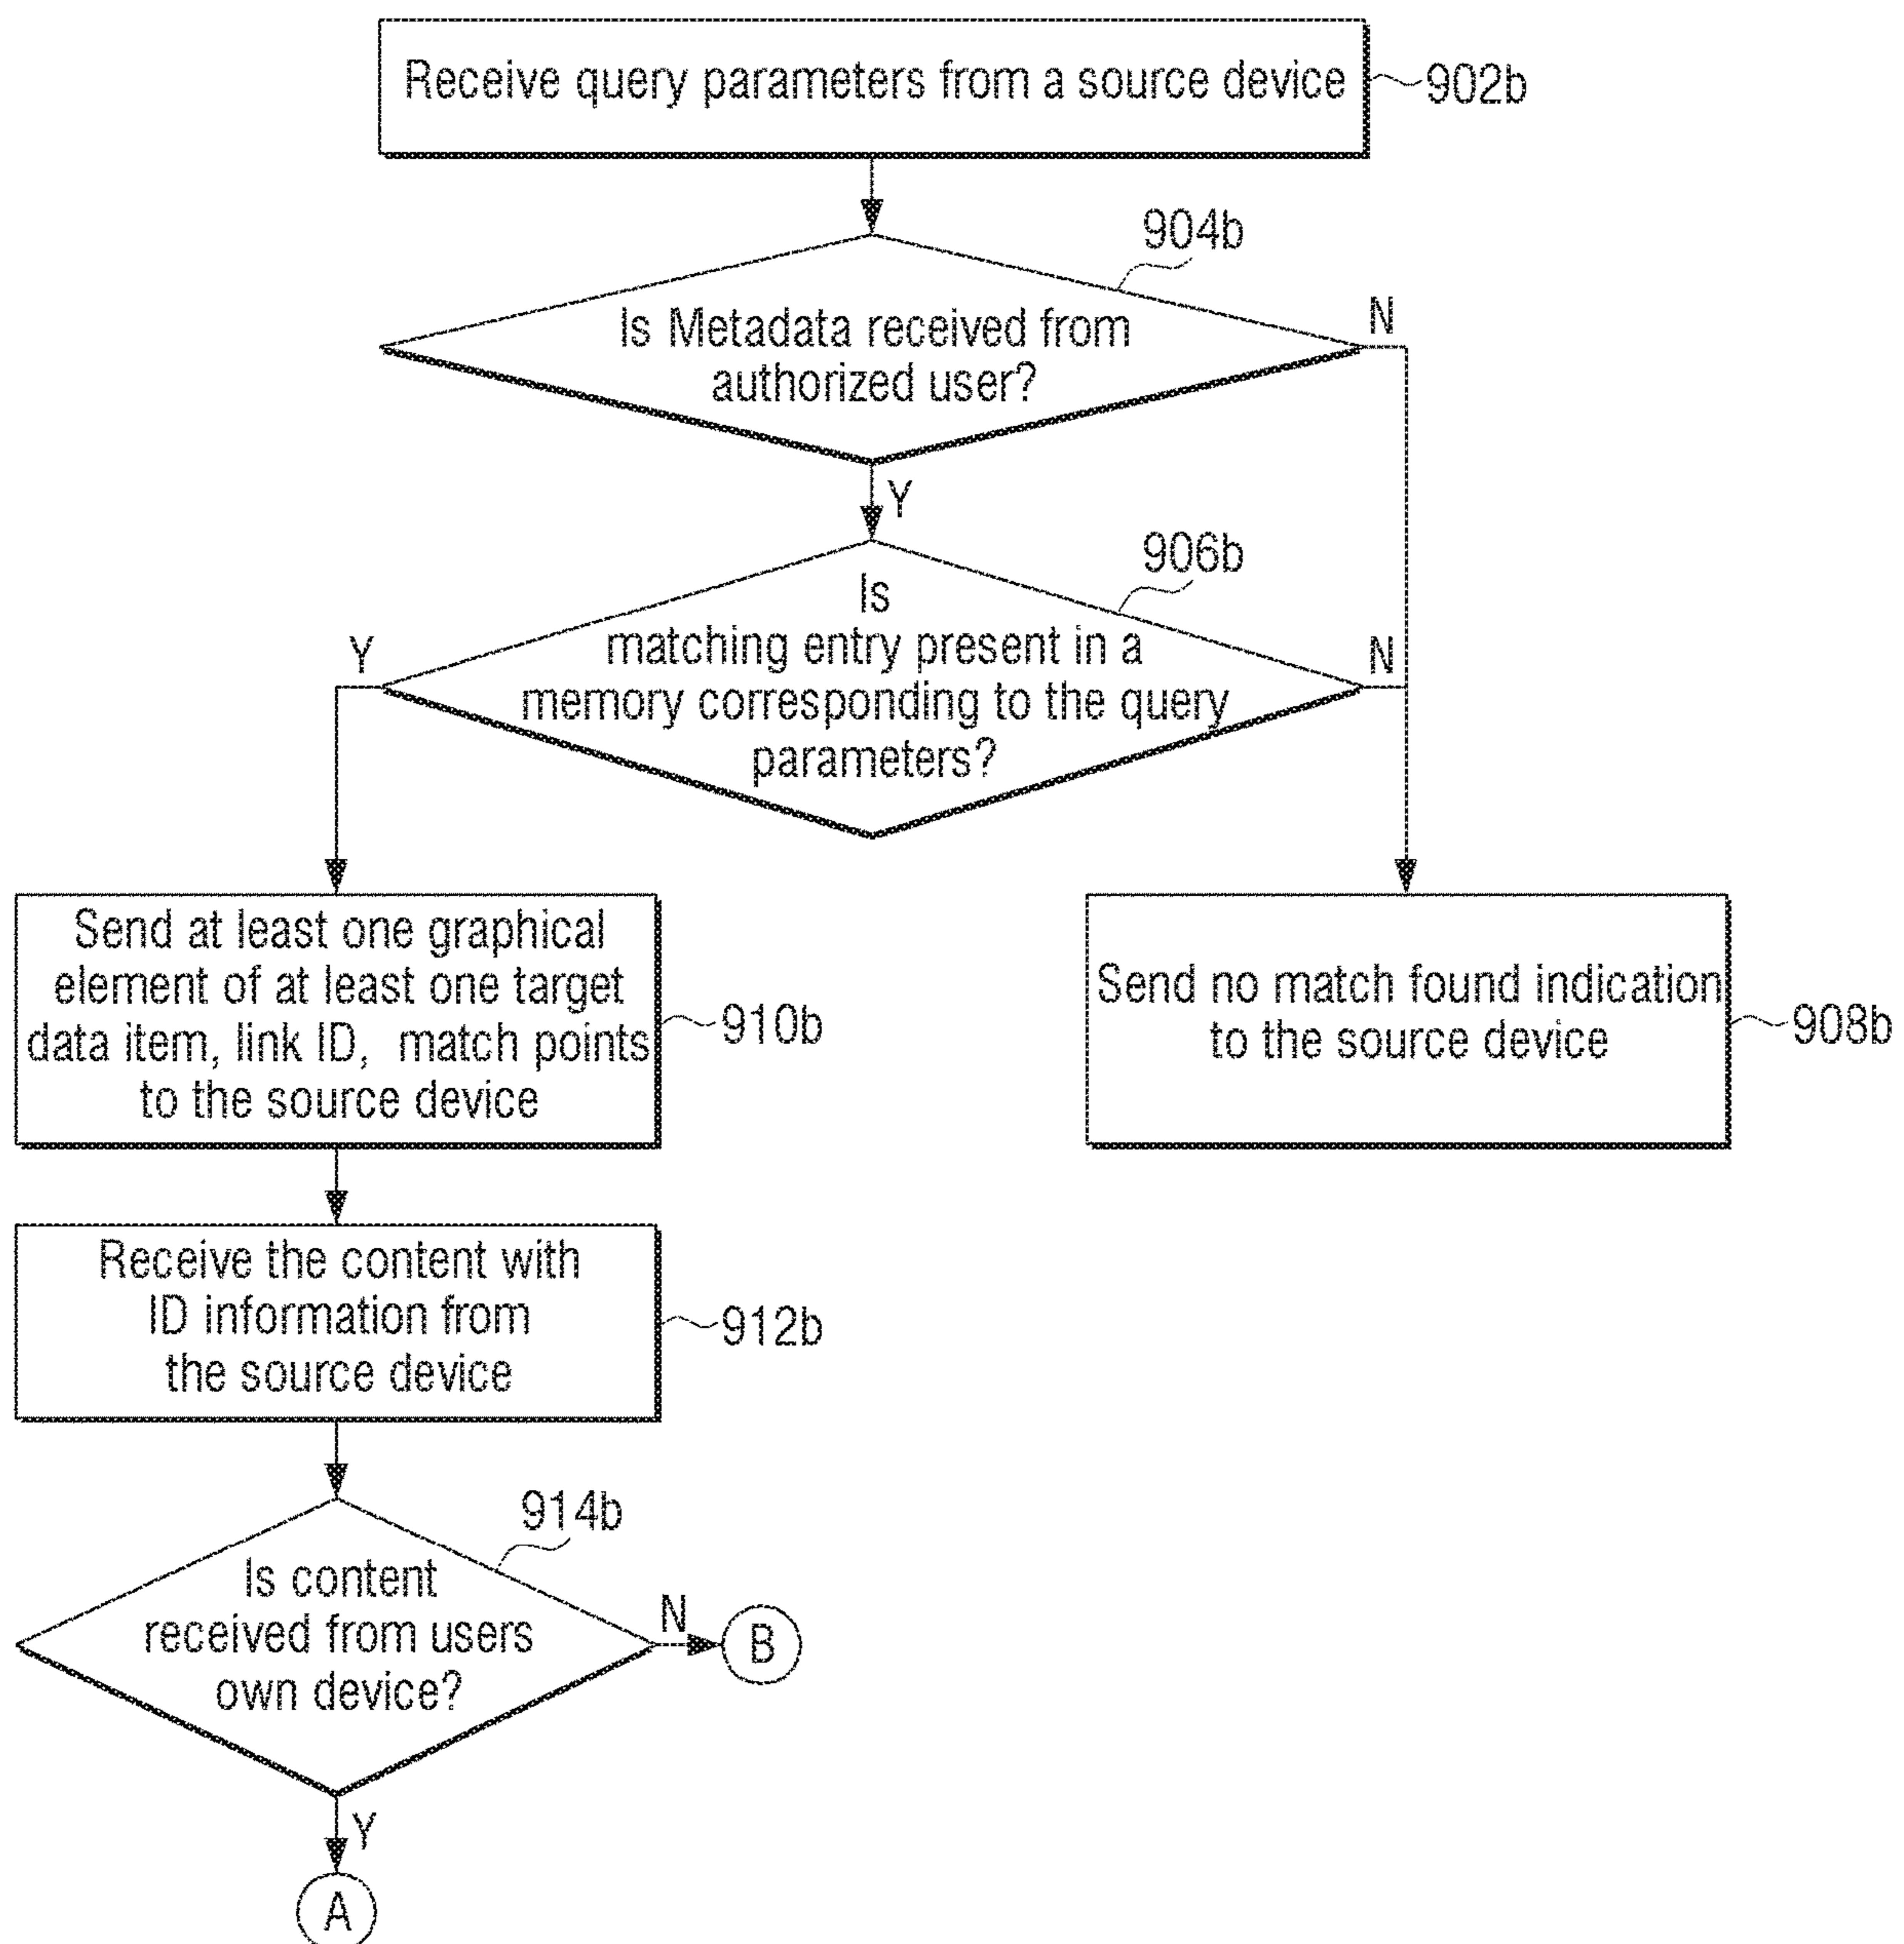 Receive query parameters from a source device
902b
904b
Is Metadata received from
authorized user?
N
Y
906b
Is
matching entry present in a
memory corresponding to the query
parameters?
Y
N
Send at least one graphical
element of at least one target
data item, link ID, match points
to the source device
910b
Send no match found indication
to the source device
908b
Receive the content with
ID information from
the source device
912b
914b
Is content
received from users
own device?
N
B
Y
A